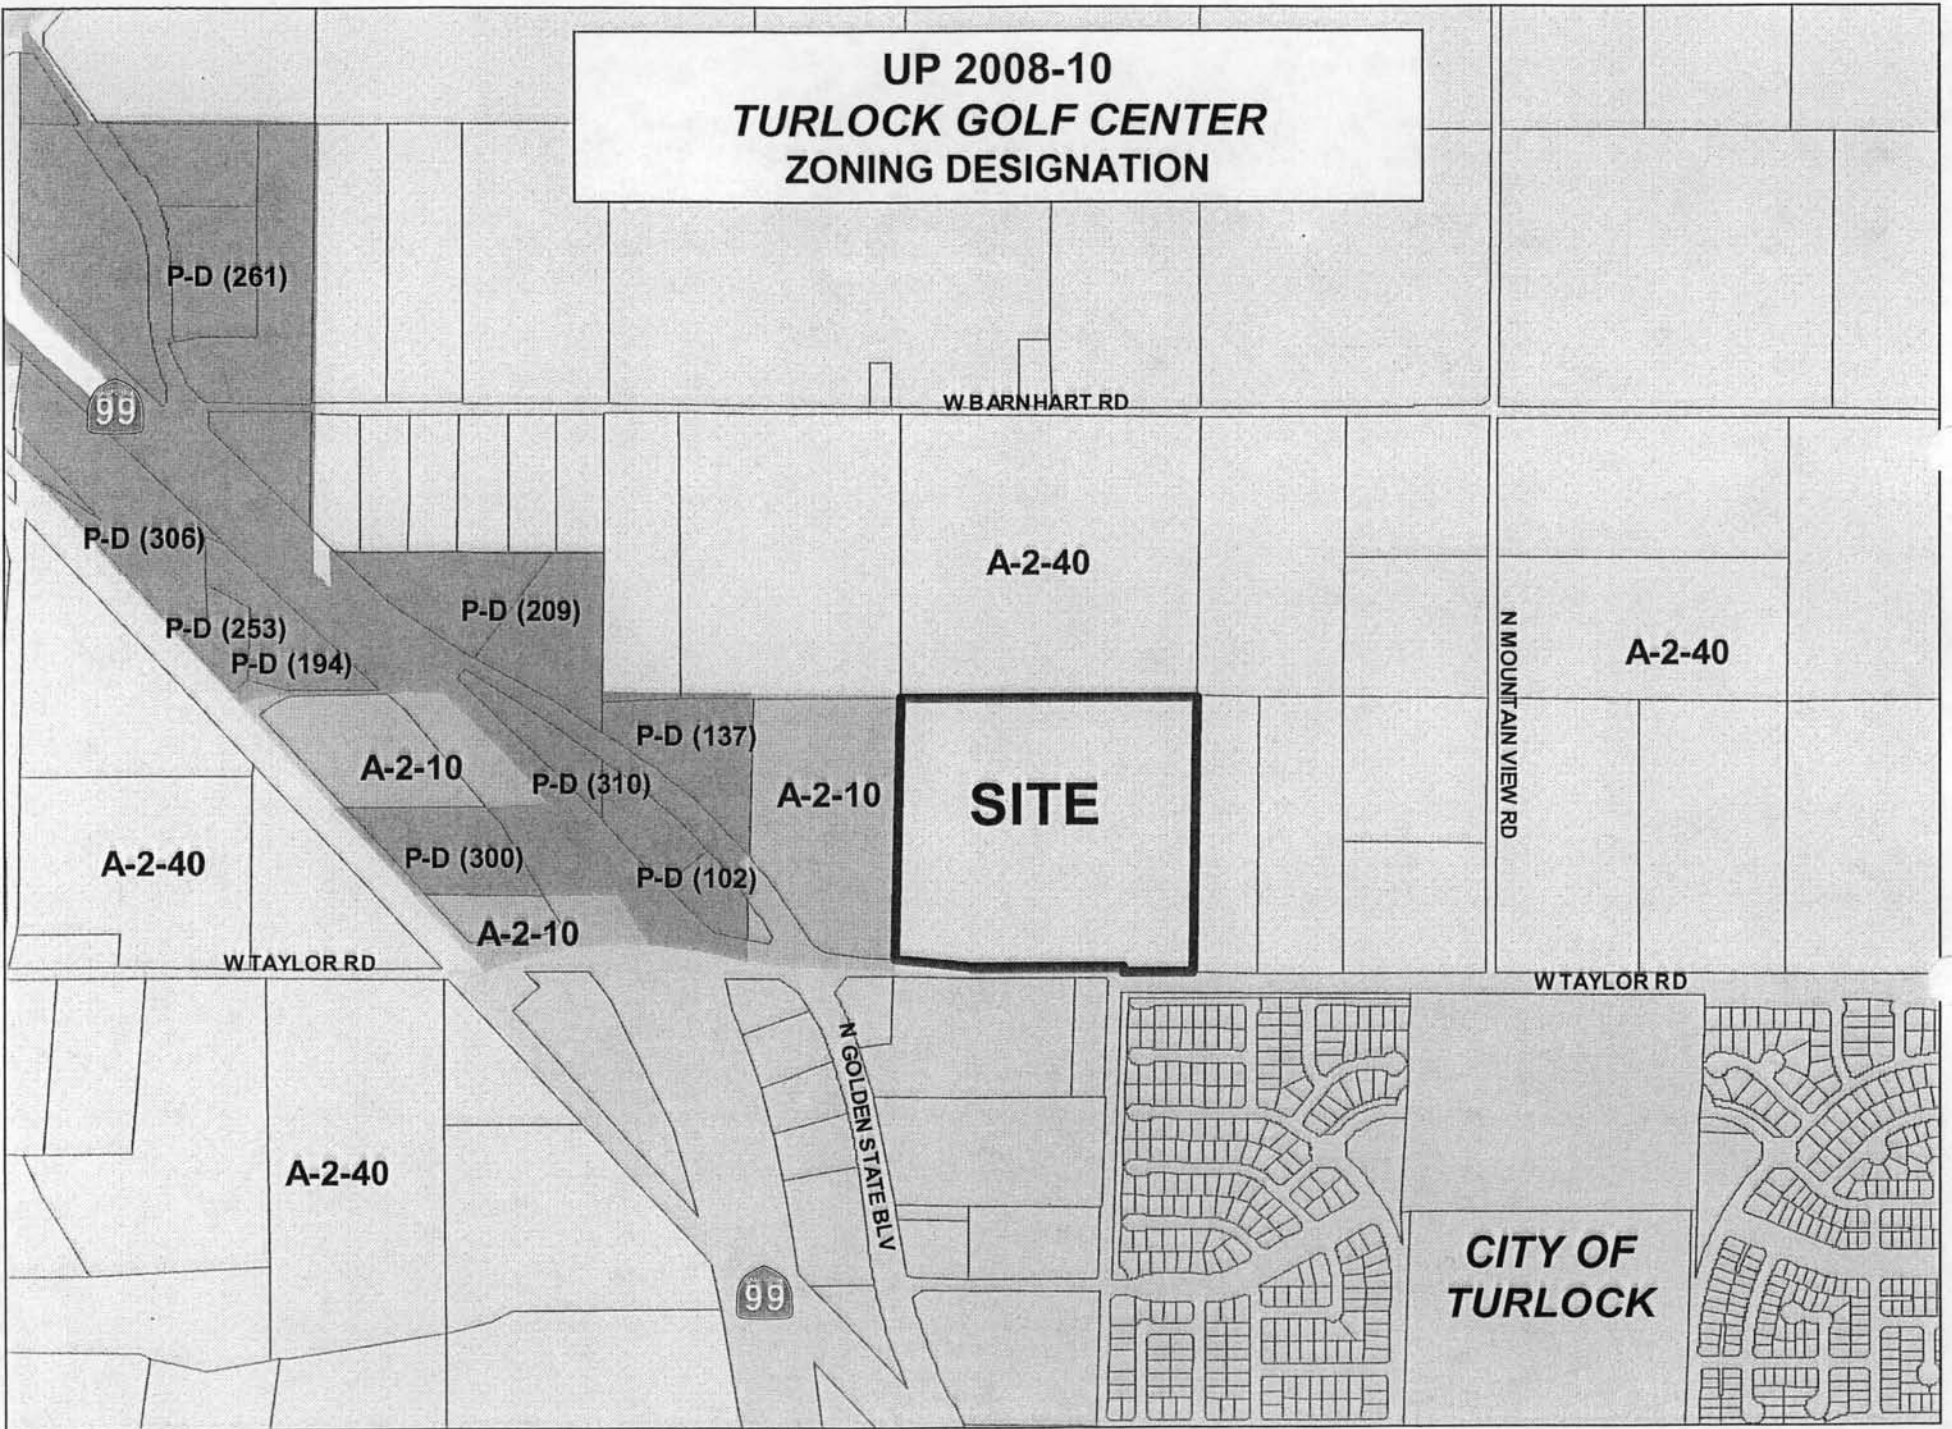 UP 2008-10
TURLOCK GOLF CENTER
ZONING DESIGNATION
P-D (261)
99
W BARNHART RD
P-D (306)
A-2-40
P-D (209)
P-D (253)
P-D (194)
N MOUNTAIN VIEW RD
A-2-40
P-D (137)
A-2-10
P-D (310)
A-2-10
SITE
A-2-40
P-D (300)
P-D (102)
A-2-10
W TAYLOR RD
W TAYLOR RD
N GOLDEN STATE BLV
A-2-40
CITY OF
TURLOCK
99